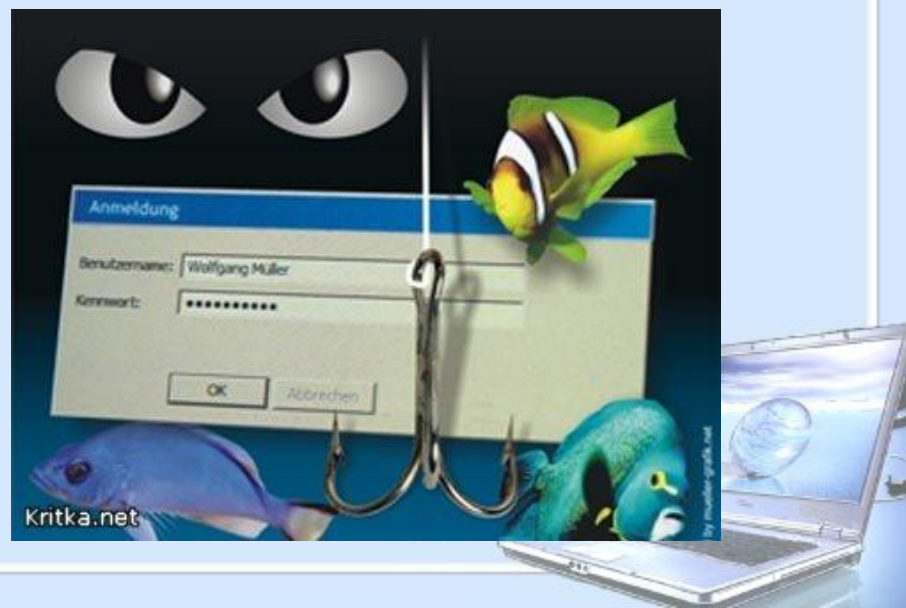 Anmeldung
Benutzername: Wolfgang Müller
Kennwort: ••••••••••
OK Abbrechen
Kritka.net
by mueller-grafik.net